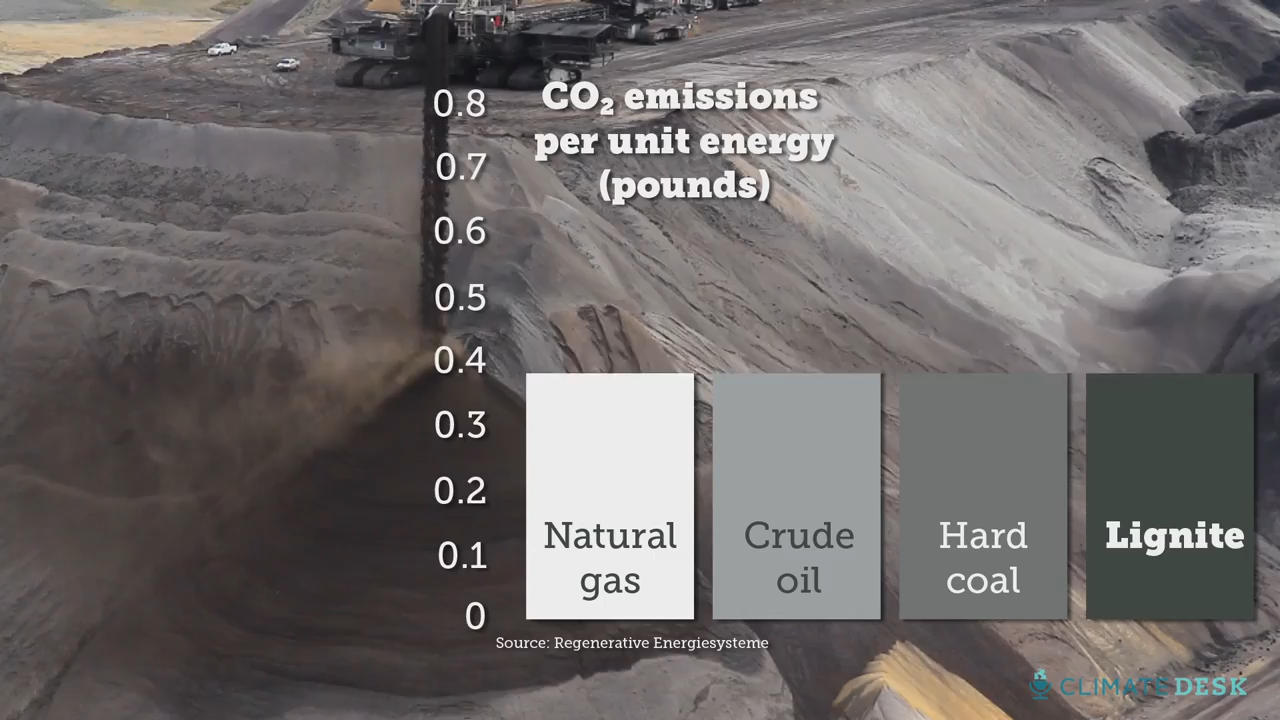 CO₂ emissions
per unit energy
(pounds)
0.8
0.7
0.6
0.5
0.4
0.3
0.2
0.1
0
Natural
gas
Crude
oil
Hard
coal
Lignite
Source: Regenerative Energiesysteme
CLIMATE DESK